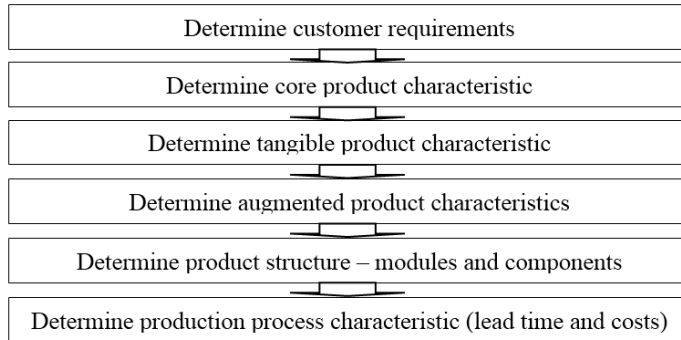 Determine customer requirements
Determine core product characteristic
Determine tangible product characteristic
Determine augmented product characteristics
Determine product structure – modules and components
Determine production process characteristic (lead time and costs)